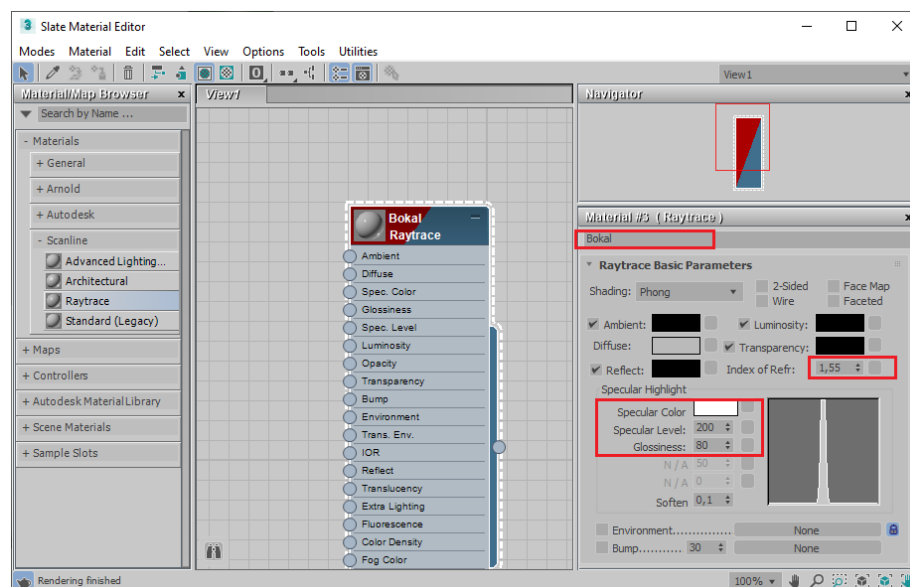 3 Slate Material Editor
Modes Material Edit Select View Options Tools Utilities
View1
Material/Map Browser x
Search by Name ...
- Materials
+ General
+ Arnold
+ Autodesk
- Scanline
Advanced Lighting...
Architectural
Raytrace
Standard (Legacy)
+ Maps
+ Controllers
+ Autodesk Material Library
+ Scene Materials
+ Sample Slots
View1
Bokal
Raytrace
Ambient
Diffuse
Spec. Color
Glossiness
Spec. Level
Luminosity
Opacity
Transparency
Bump
Environment
Trans. Env.
IOR
Reflect
Translucency
Extra Lighting
Fluorescence
Color Density
Fog Color
Navigator x
Material #3 ( Raytrace ) x
Bokal
Raytrace Basic Parameters
Shading: Phong 2-Sided Face Map
Wire Faceted
Ambient: Luminosity:
Diffuse: Transparency:
Reflect: Index of Refr: 1,55
Specular Highlight
Specular Color
Specular Level: 200
Glossiness: 80
N/A 50
N/A 0
Soften 0,1
Environment............... None
Bump........... 30 None
Rendering finished 100%